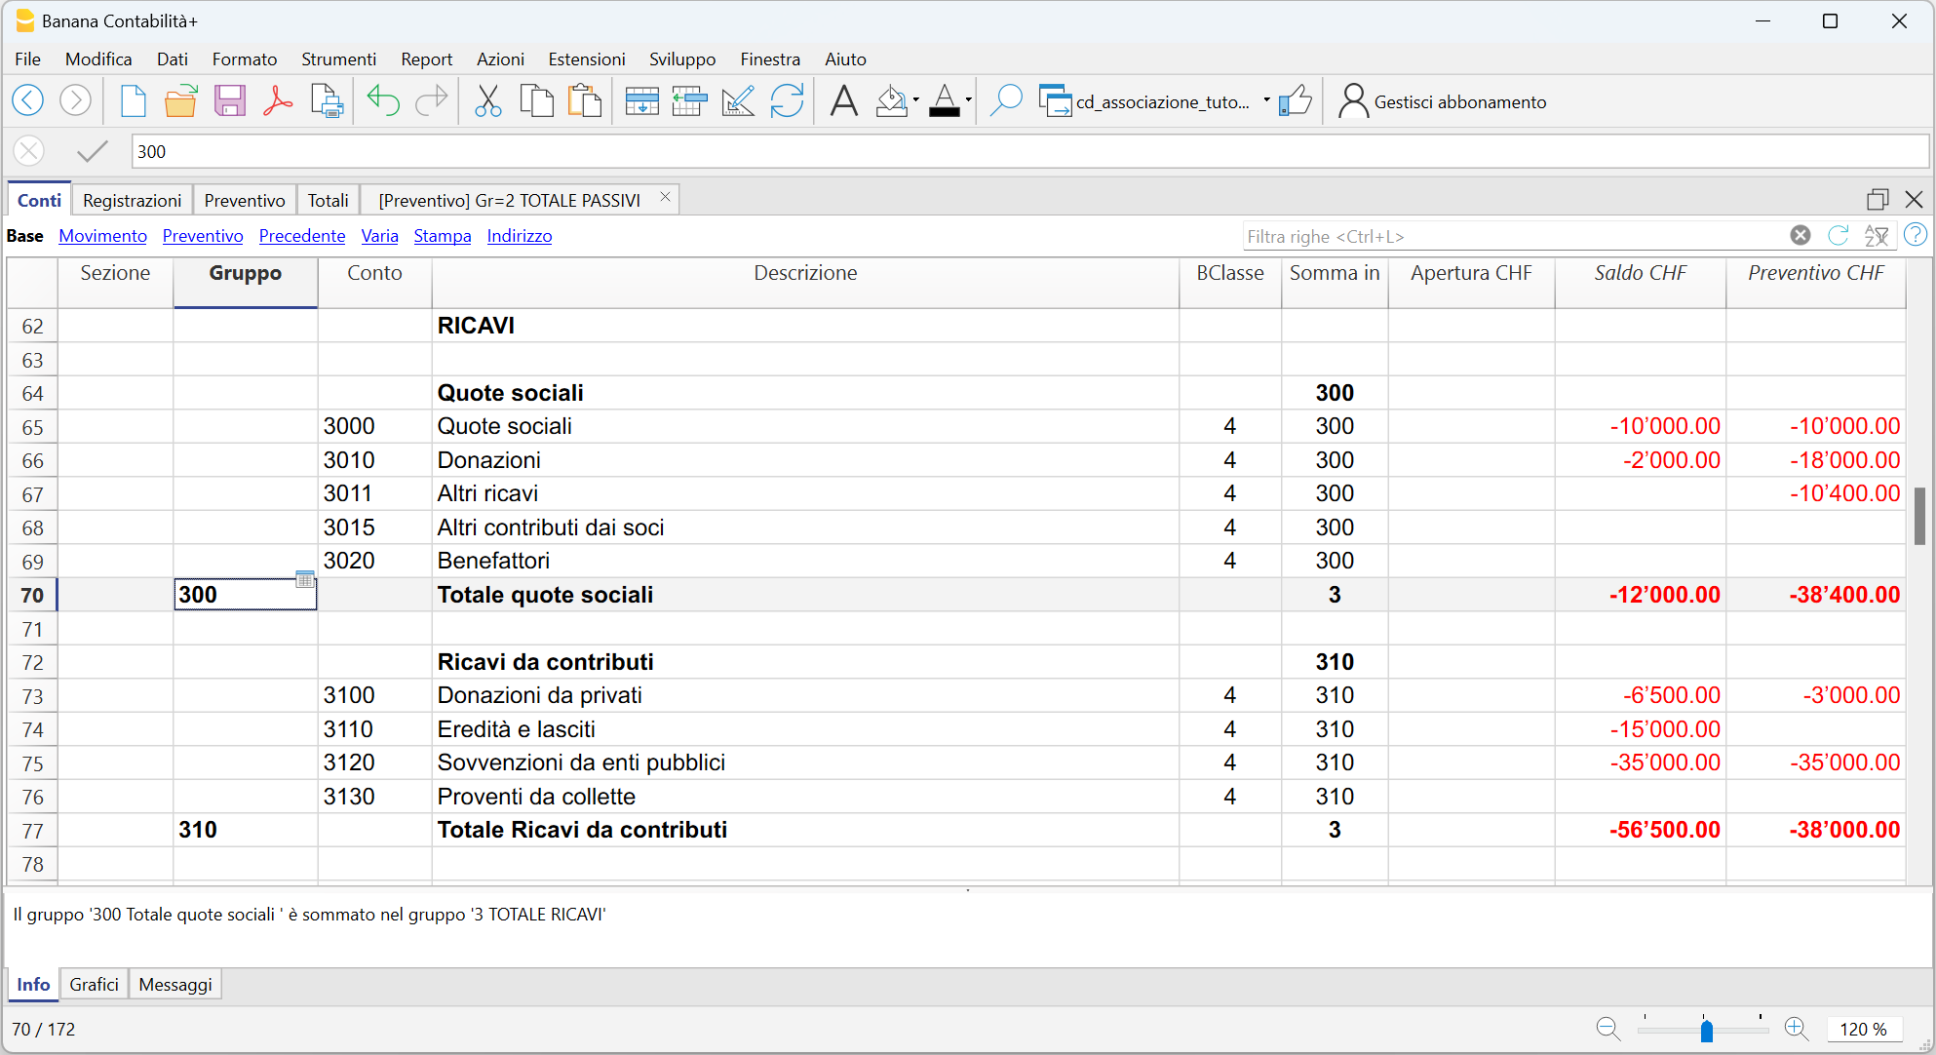 Banana Contabilità+
File Modifica Dati Formato Strumenti Report Azioni Estensioni Sviluppo Finestra Aiuto
cd_associazione_tuto... Gestisci abbonamento
300
Conti Registrazioni Preventivo Totali [Preventivo] Gr=2 TOTALE PASSIVI
Base Movimento Preventivo Precedente Varia Stampa Indirizzo Filtra righe <Ctrl+L>
Sezione Gruppo Conto Descrizione BClasse Somma in Apertura CHF Saldo CHF Preventivo CHF
62 RICAVI
63
64 Quote sociali 300
65 3000 Quote sociali 4 300 -10’000.00 -10’000.00
66 3010 Donazioni 4 300 -2’000.00 -18’000.00
67 3011 Altri ricavi 4 300 -10’400.00
68 3015 Altri contributi dai soci 4 300
69 3020 Benefattori 4 300
70 300 Totale quote sociali 3 -12’000.00 -38’400.00
71
72 Ricavi da contributi 310
73 3100 Donazioni da privati 4 310 -6’500.00 -3’000.00
74 3110 Eredità e lasciti 4 310 -15’000.00
75 3120 Sovvenzioni da enti pubblici 4 310 -35’000.00 -35’000.00
76 3130 Proventi da collette 4 310
77 310 Totale Ricavi da contributi 3 -56’500.00 -38’000.00
78
Il gruppo '300 Totale quote sociali ' è sommato nel gruppo '3 TOTALE RICAVI'
Info Grafici Messaggi
70 / 172 120 %